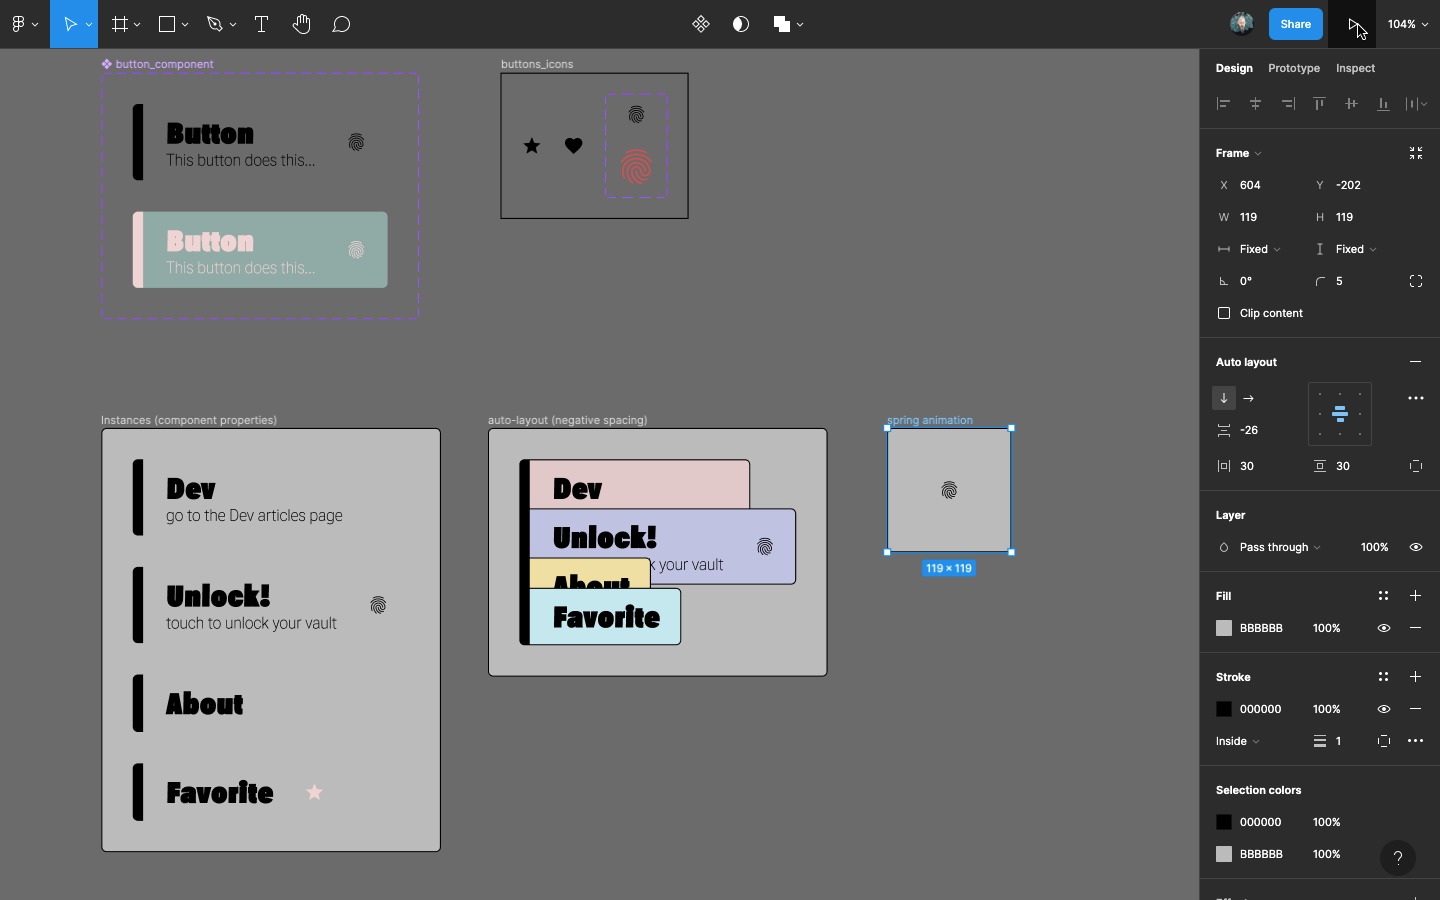 Share
104%
button_component
Button
This button does this...
Button
This button does this...
buttons_icons
Instances (component properties)
Dev
go to the Dev articles page
Unlock!
touch to unlock your vault
About
Favorite
auto-layout (negative spacing)
Dev
Unlock!
k your vault
About
Favorite
spring animation
119 × 119
Design Prototype Inspect
Frame
X 604 Y -202
W 119 H 119
Fixed Fixed
0° 5
Clip content
Auto layout
-26
30 30
Layer
Pass through 100%
Fill
BBBBBB 100%
Stroke
000000 100%
Inside 1
Selection colors
000000 100%
BBBBBB 100%
?